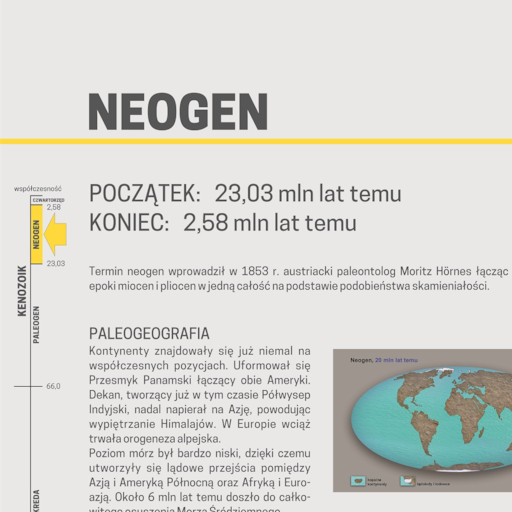 NEOGEN
współczesność
CZWARTORZĘD
2,58
NEOGEN
23,03
KENOZOIK
PALEOGEN
66,0
KREDA
POCZĄTEK: 23,03 mln lat temu
KONIEC: 2,58 mln lat temu
Termin neogen wprowadził w 1853 r. austriacki paleontolog Moritz Hörnes łącząc
epoki miocen i pliocen w jedną całość na podstawie podobieństwa skamieniałości.
PALEOGEOGRAFIA
Kontynenty znajdowały się już niemal na
współczesnych pozycjach. Uformował się
Przesmyk Panamski łączący obie Ameryki.
Dekan, tworzący już w tym czasie Półwysep
Indyjski, nadal napierał na Azję, powodując
wypiętrzanie Himalajów. W Europie wciąż
trwała orogeneza alpejska.
Poziom mórz był bardzo niski, dzięki czemu
utworzyły się lądowe przejścia pomiędzy
Azją i Ameryką Północną oraz Afryką i Euro-
azją. Około 6 mln lat temu doszło do całko-
witego osuszenia Morza Śródziemnego.
Neogen, 20 mln lat temu